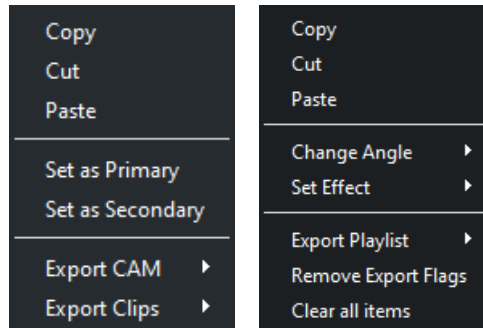 Copy
Cut
Paste
Set as Primary
Set as Secondary
Export CAM
Export Clips
Copy
Cut
Paste
Change Angle
Set Effect
Export Playlist
Remove Export Flags
Clear all items